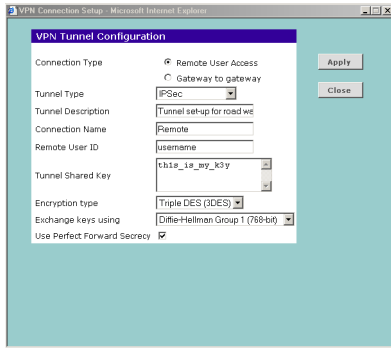 VPN Connection Setup - Microsoft Internet Explorer
VPN Tunnel Configuration
Connection Type
Remote User Access
Gateway to gateway
Apply
Close
Tunnel Type
IPSec
Tunnel Description
Tunnel set-up for road wa
Connection Name
Remote
Remote User ID
username
Tunnel Shared Key
th1s_is_my_k3y
Encryption type
Triple DES (3DES)
Exchange keys using
Diffie-Hellman Group 1 (768-bit)
Use Perfect Forward Secrecy